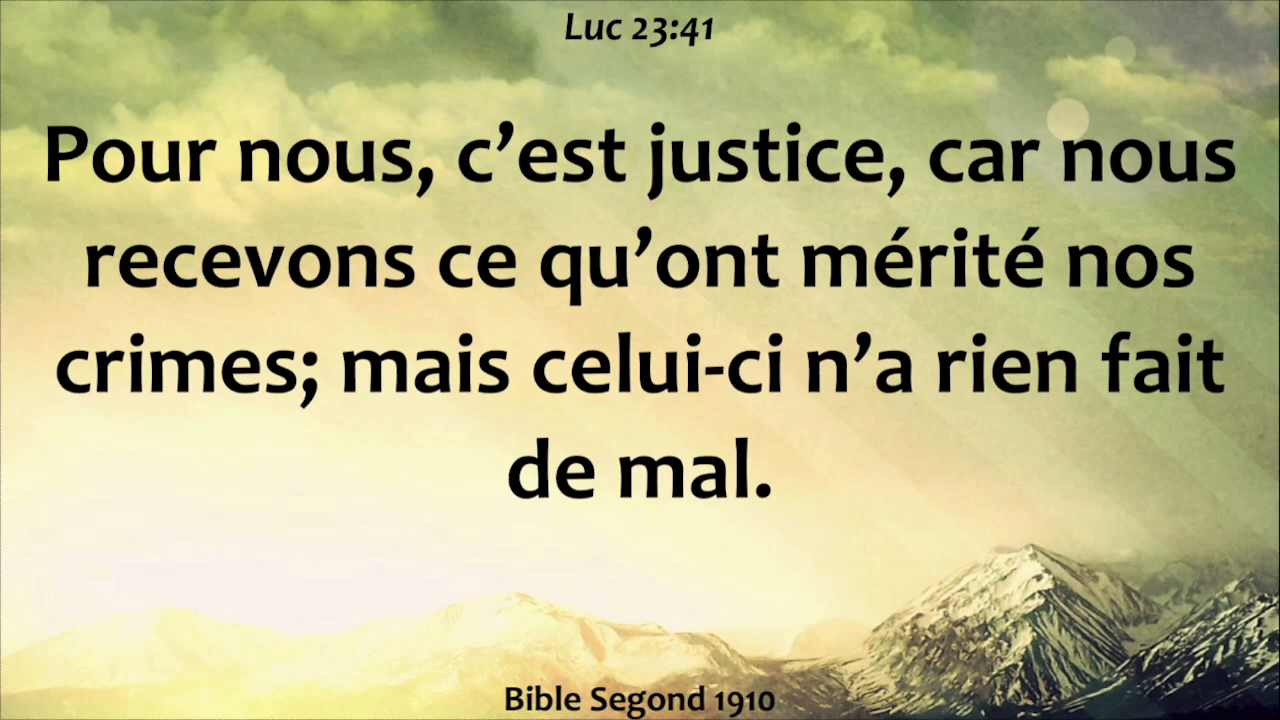 Luc 23:41
Pour nous, c’est justice, car nous
recevons ce qu’ont mérité nos
crimes; mais celui-ci n’a rien fait
de mal.
Bible Segond 1910